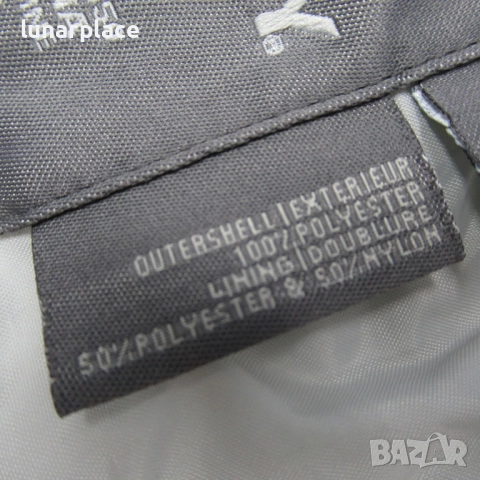 lunarplace
Y.
OUTERSHELL|EXTERIEUR
100% POLYESTER
LINING|DOUBLURE
50% POLYESTER & 50% NYLON
BAZAR